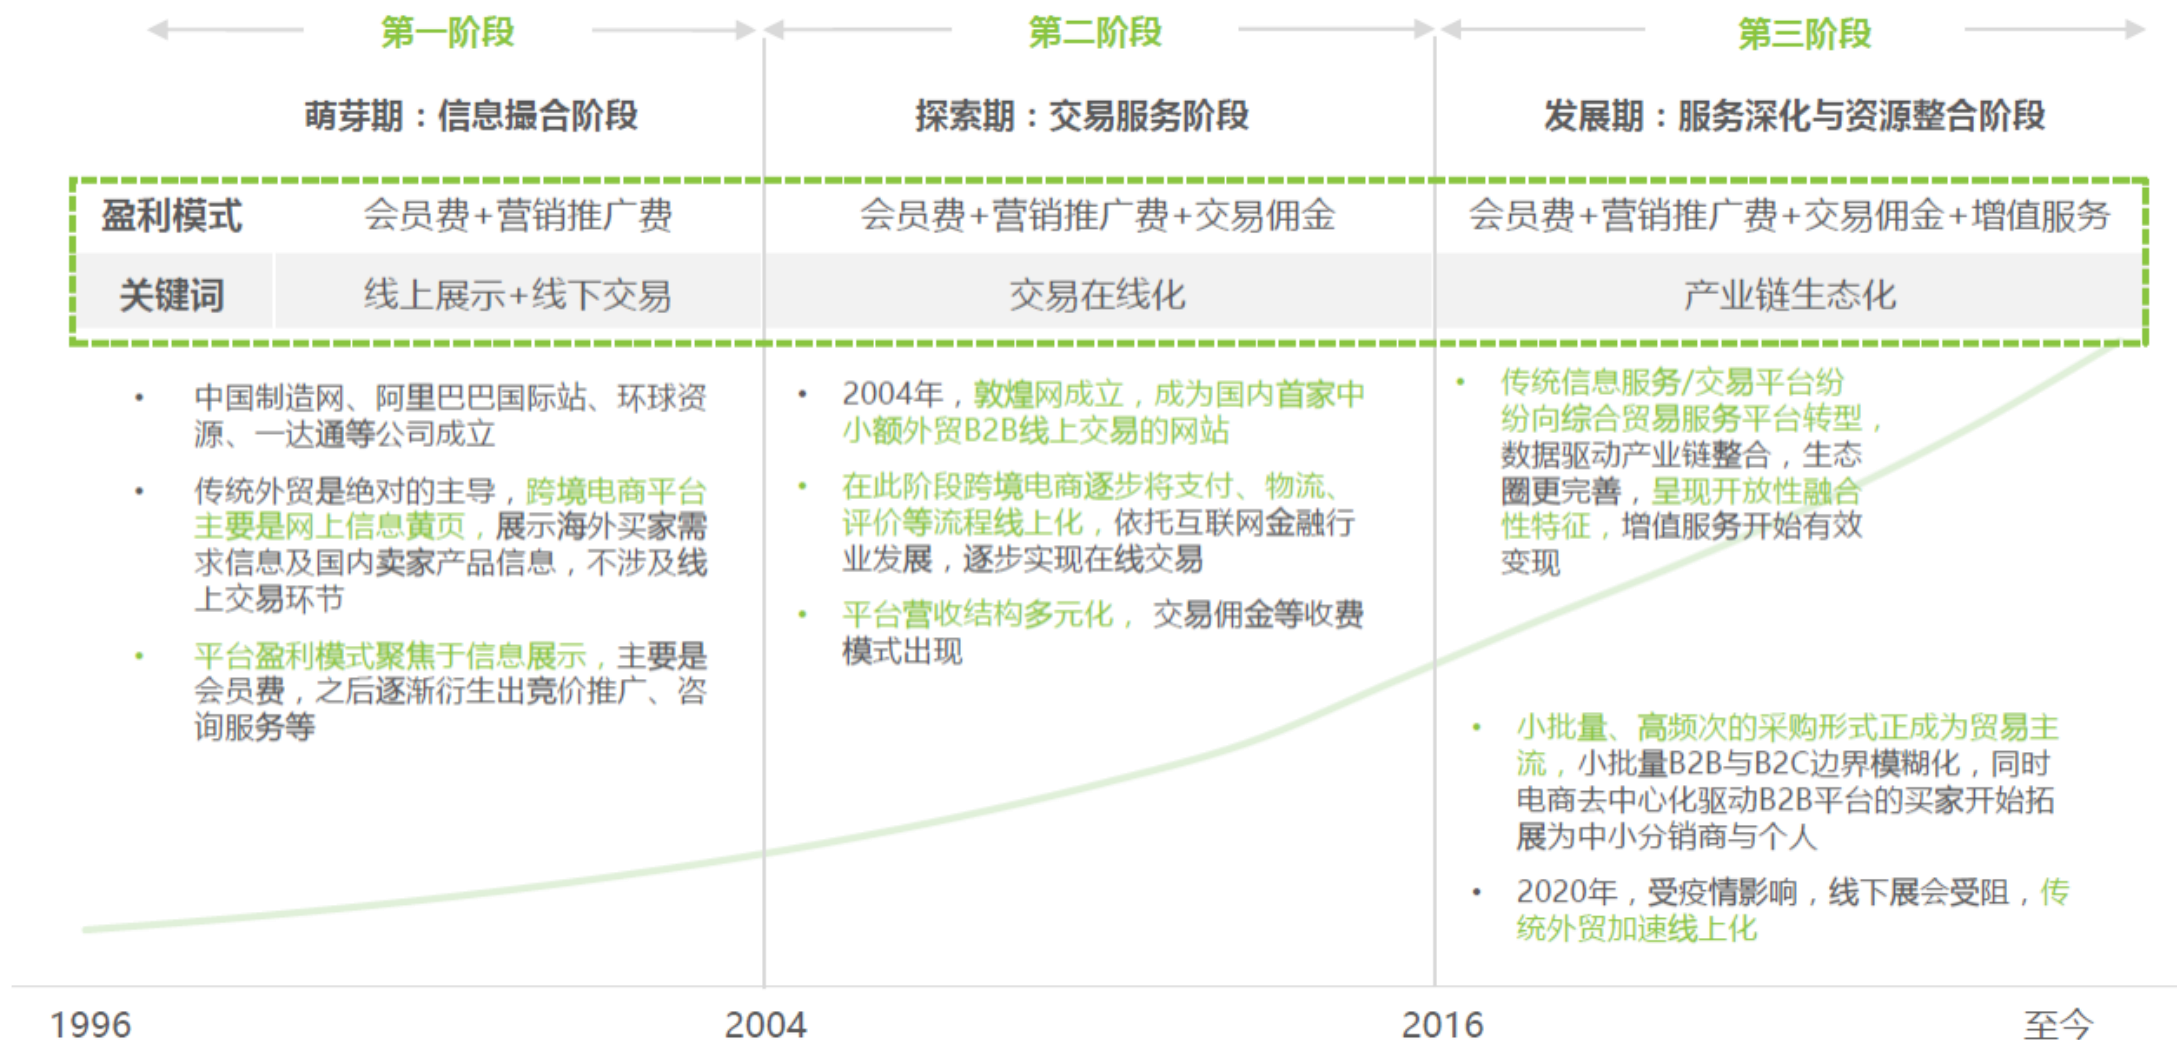 第一阶段
第二阶段
第三阶段
萌芽期：信息撮合阶段
探索期：交易服务阶段
发展期：服务深化与资源整合阶段
盈利模式
会员费+营销推广费
会员费+营销推广费+交易佣金
会员费+营销推广费+交易佣金+增值服务
关键词
线上展示+线下交易
交易在线化
产业链生态化
• 中国制造网、阿里巴巴国际站、环球资
源、一达通等公司成立
• 传统外贸是绝对的主导，跨境电商平台
主要是网上信息黄页，展示海外买家需
求信息及国内卖家产品信息，不涉及线
上交易环节
• 平台盈利模式聚焦于信息展示，主要是
会员费，之后逐渐衍生出竞价推广、咨
询服务等
• 2004年，敦煌网成立，成为国内首家中
小额外贸B2B线上交易的网站
• 在此阶段跨境电商逐步将支付、物流、
评价等流程线上化，依托互联网金融行
业发展，逐步实现在线交易
• 平台营收结构多元化，交易佣金等收费
模式出现
• 传统信息服务/交易平台纷
纷向综合贸易服务平台转型，
数据驱动产业链整合，生态
圈更完善，呈现开放性融合
性特征，增值服务开始有效
变现
• 小批量、高频次的采购形式正成为贸易主
流，小批量B2B与B2C边界模糊化，同时
电商去中心化驱动B2B平台的买家开始拓
展为中小分销商与个人
• 2020年，受疫情影响，线下展会受阻，传
统外贸加速线上化
1996
2004
2016
至今